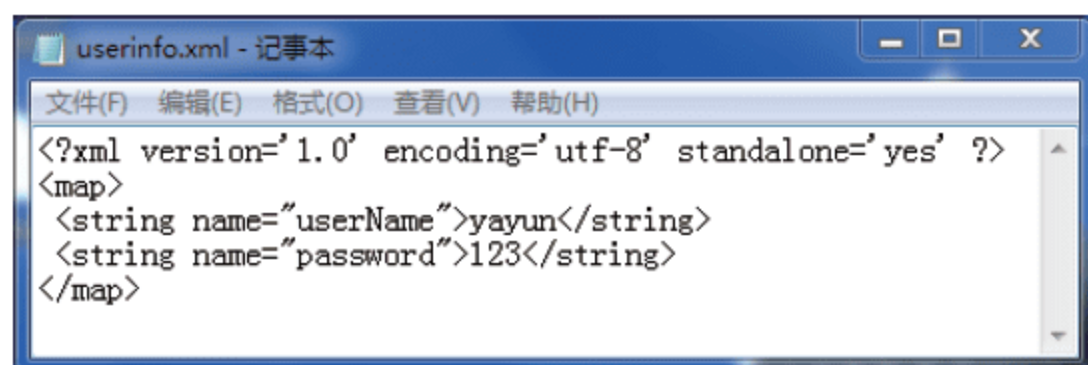 userinfo.xml - 记事本
文件(F) 编辑(E) 格式(O) 查看(V) 帮助(H)
<?xml version='1.0' encoding='utf-8' standalone='yes' ?>
<map>
 <string name="userName">yayun</string>
 <string name="password">123</string>
</map>